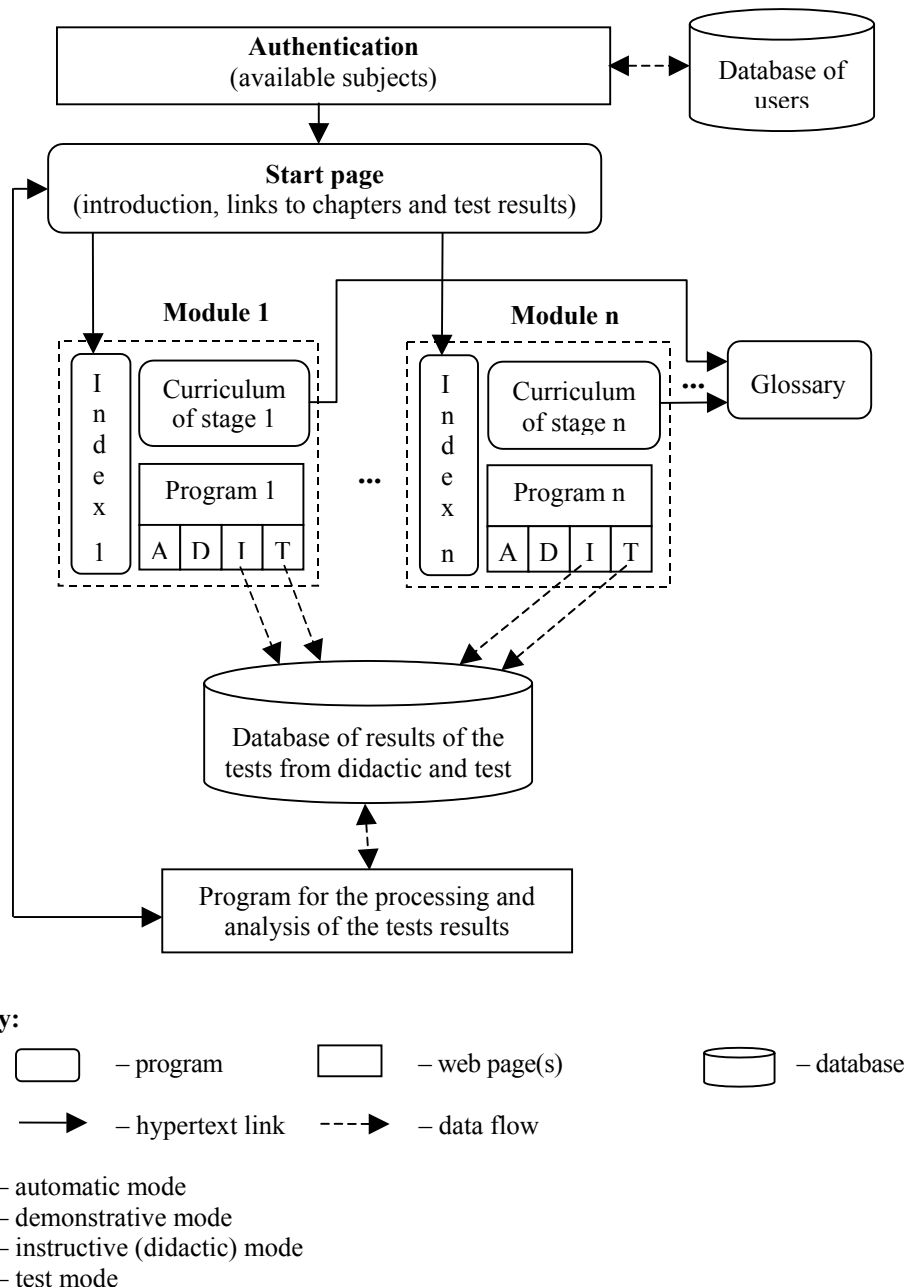 Authentication
(available subjects)
Database of
users
Start page
(introduction, links to chapters and test results)
Module 1
Module n
I
n
d
e
x
1
Curriculum
of stage 1
Program 1
A D I T
...
I
n
d
e
x
n
Curriculum
of stage n
Program n
A D I T
...
Glossary
Database of results of the
tests from didactic and test
Program for the processing and
analysis of the tests results
y:
– program
– web page(s)
– database
– hypertext link
– data flow
– automatic mode
– demonstrative mode
– instructive (didactic) mode
– test mode